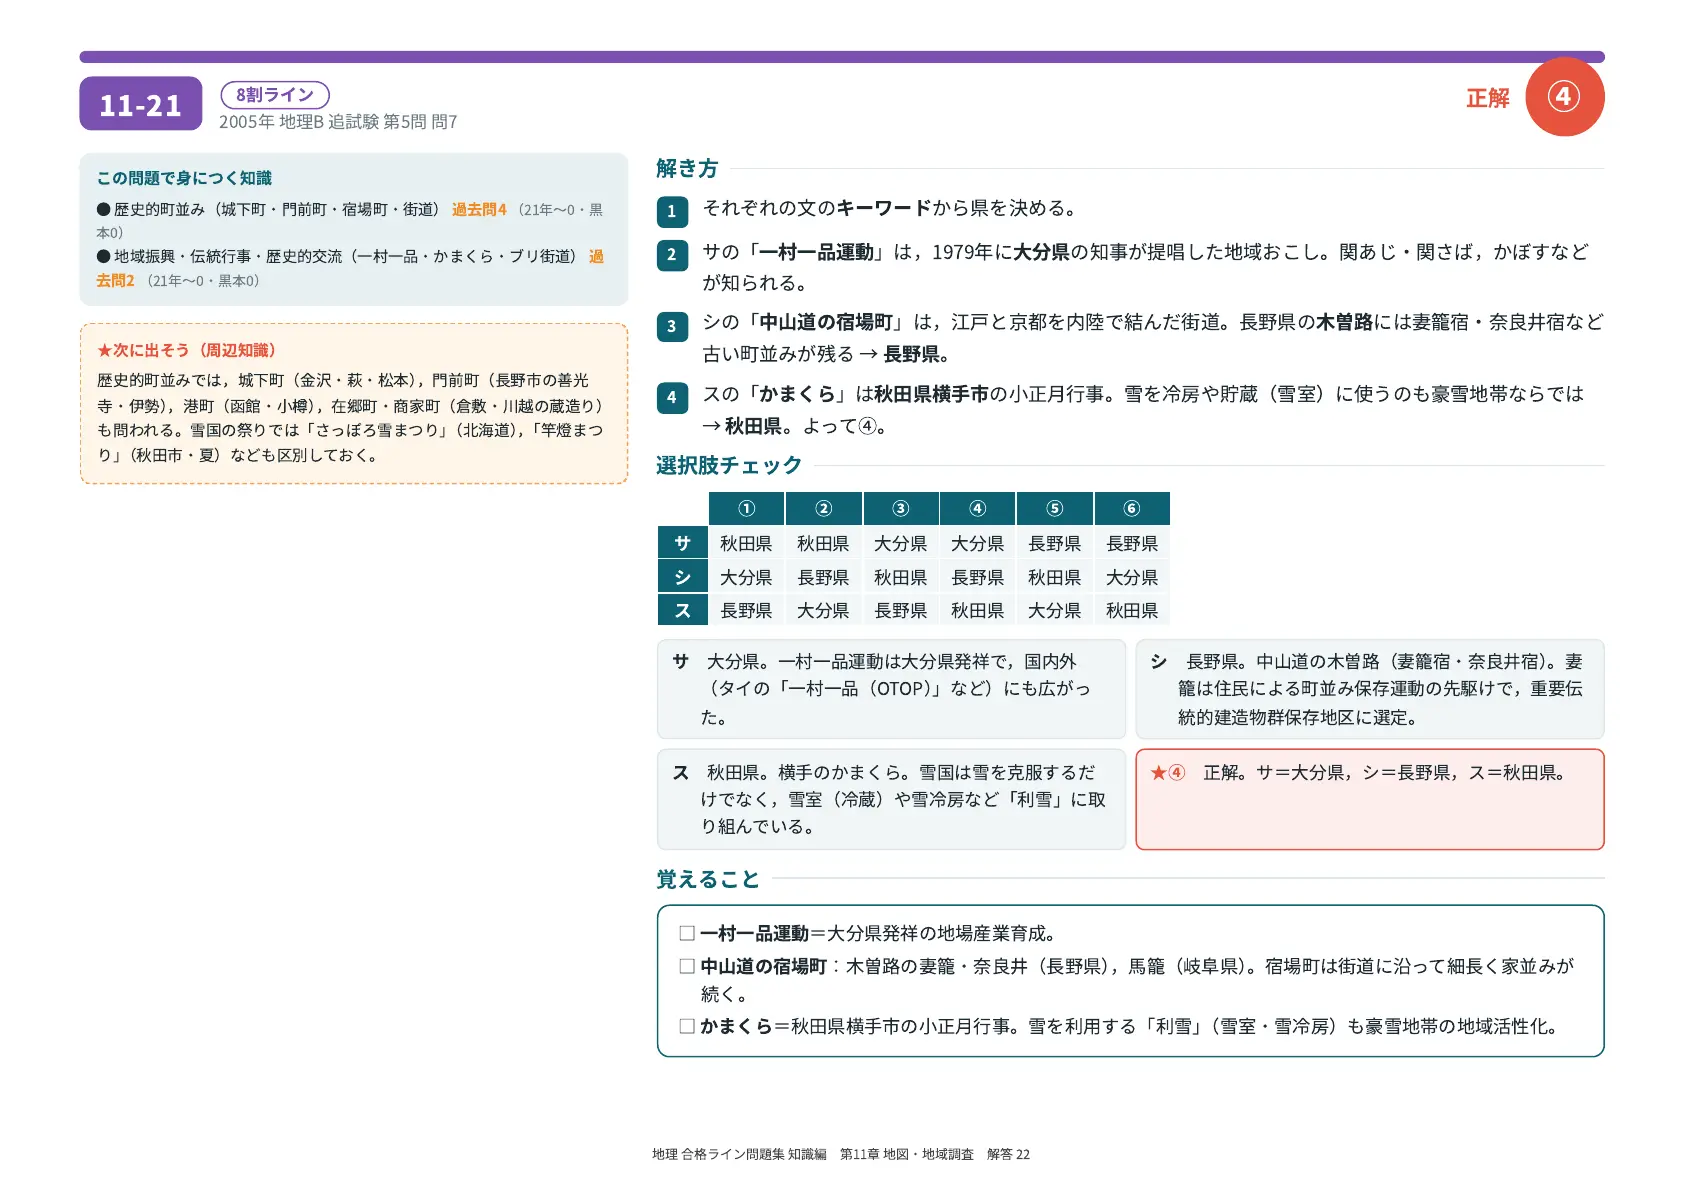 11-21
8割ライン
2005年 地理B 追試験 第5問 問7
正解 ④
この問題で身につく知識
● 歴史的町並み（城下町・門前町・宿場町・街道） 過去問4（21年〜0・黒
本0）
● 地域振興・伝統行事・歴史的交流（一村一品・かまくら・ブリ街道） 過
去問2（21年〜0・黒本0）
★次に出そう（周辺知識）
歴史的町並みでは，城下町（金沢・萩・松本），門前町（長野市の善光
寺・伊勢），港町（函館・小樽），在郷町・商家町（倉敷・川越の蔵造り）
も問われる。雪国の祭りでは「さっぽろ雪まつり」（北海道），「竿燈まつ
り」（秋田市・夏）なども区別しておく。
解き方
1 それぞれの文のキーワードから県を決める。
2 サの「一村一品運動」は，1979年に大分県の知事が提唱した地域おこし。関あじ・関さば，かぼすなど
が知られる。
3 シの「中山道の宿場町」は，江戸と京都を内陸で結んだ街道。長野県の木曽路には妻籠宿・奈良井宿など
古い町並みが残る → 長野県。
4 スの「かまくら」は秋田県横手市の小正月行事。雪を冷房や貯蔵（雪室）に使うのも豪雪地帯ならでは
→ 秋田県。よって④。
選択肢チェック
① ② ③ ④ ⑤ ⑥
サ 秋田県 秋田県 大分県 大分県 長野県 長野県
シ 大分県 長野県 秋田県 長野県 秋田県 大分県
ス 長野県 大分県 長野県 秋田県 大分県 秋田県
サ 大分県。一村一品運動は大分県発祥で，国内外
（タイの「一村一品（OTOP）」など）にも広がっ
た。
シ 長野県。中山道の木曽路（妻籠宿・奈良井宿）。妻
籠は住民による町並み保存運動の先駆けで，重要伝
統的建造物群保存地区に選定。
ス 秋田県。横手のかまくら。雪国は雪を克服するだ
けでなく，雪室（冷蔵）や雪冷房など「利雪」に取
り組んでいる。
★④ 正解。サ＝大分県，シ＝長野県，ス＝秋田県。
覚えること
□ 一村一品運動＝大分県発祥の地場産業育成。
□ 中山道の宿場町：木曽路の妻籠・奈良井（長野県），馬籠（岐阜県）。宿場町は街道に沿って細長く家並みが
続く。
□ かまくら＝秋田県横手市の小正月行事。雪を利用する「利雪」（雪室・雪冷房）も豪雪地帯の地域活性化。
地理 合格ライン問題集 知識編 第11章 地図・地域調査 解答 22